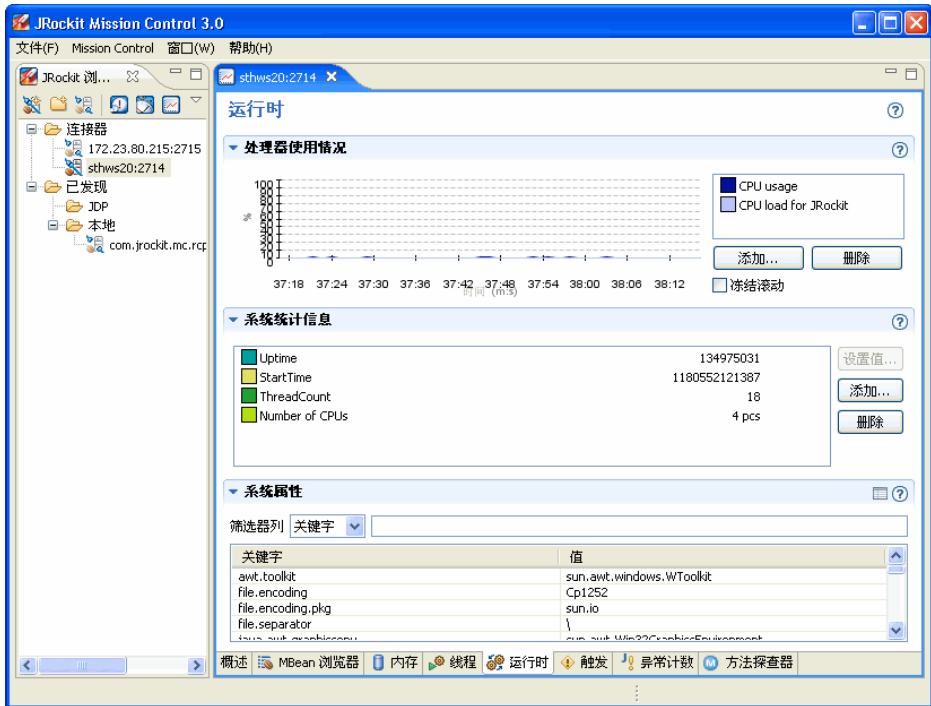 JRockit Mission Control 3.0
文件(F) Mission Control 窗口(W) 帮助(H)
JRockit 浏...
连接器
172.23.80.215:2715
sthws20:2714
已发现
JDP
本地
com.jrockit.mc.rcp
sthws20:2714
运行时
处理器使用情况
100
90
80
70
60
50
40
30
20
10
0
%
37:18 37:24 37:30 37:36 37:42 37:48 37:54 38:00 38:06 38:12
时间 (m:s)
CPU usage
CPU load for JRockit
添加... 删除
冻结滚动
系统统计信息
Uptime 134975031
StartTime 1180552121387
ThreadCount 18
Number of CPUs 4 pcs
设置值...
添加...
删除
系统属性
筛选器列 关键字
关键字 值
awt.toolkit sun.awt.windows.WToolkit
file.encoding Cp1252
file.encoding.pkg sun.io
file.separator \
java.awt.graphicsenv sun.awt.Win32GraphicsEnvironment
概述 MBean 浏览器 内存 线程 运行时 触发 异常计数 方法探查器